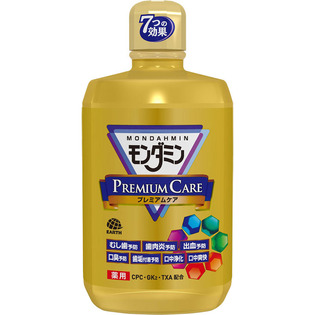 7つの効果
MONDAHMIN
モンダミン
PREMIUM CARE
プレミアムケア
EARTH
むし歯予防 歯肉炎予防 出血予防
口臭予防 歯垢付着予防 口中浄化 口中爽快
薬用 CPC・GK2・TXA配合